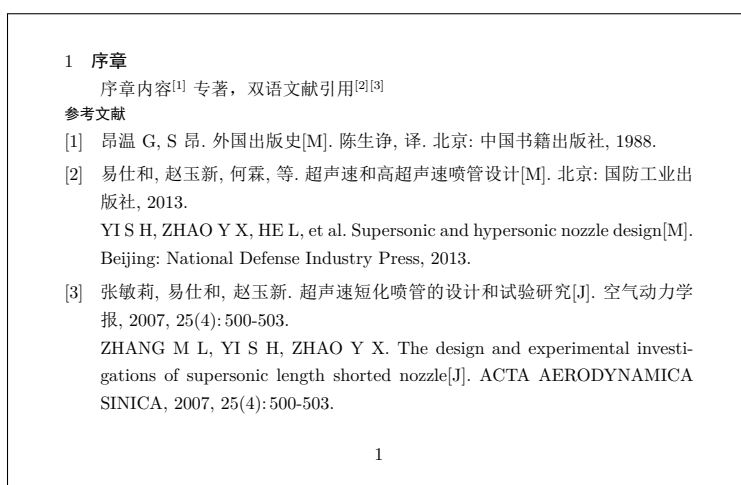 1 序章
序章内容[1] 专著，双语文献引用[2][3]
参考文献
[1] 昂温 G, S 昂. 外国出版史[M]. 陈生诤, 译. 北京: 中国书籍出版社, 1988.
[2] 易仕和, 赵玉新, 何霖, 等. 超声速和高超声速喷管设计[M]. 北京: 国防工业出
版社, 2013.
YI S H, ZHAO Y X, HE L, et al. Supersonic and hypersonic nozzle design[M].
Beijing: National Defense Industry Press, 2013.
[3] 张敏莉, 易仕和, 赵玉新. 超声速短化喷管的设计和试验研究[J]. 空气动力学
报, 2007, 25(4): 500-503.
ZHANG M L, YI S H, ZHAO Y X. The design and experimental investi-
gations of supersonic length shorted nozzle[J]. ACTA AERODYNAMICA
SINICA, 2007, 25(4): 500-503.
1